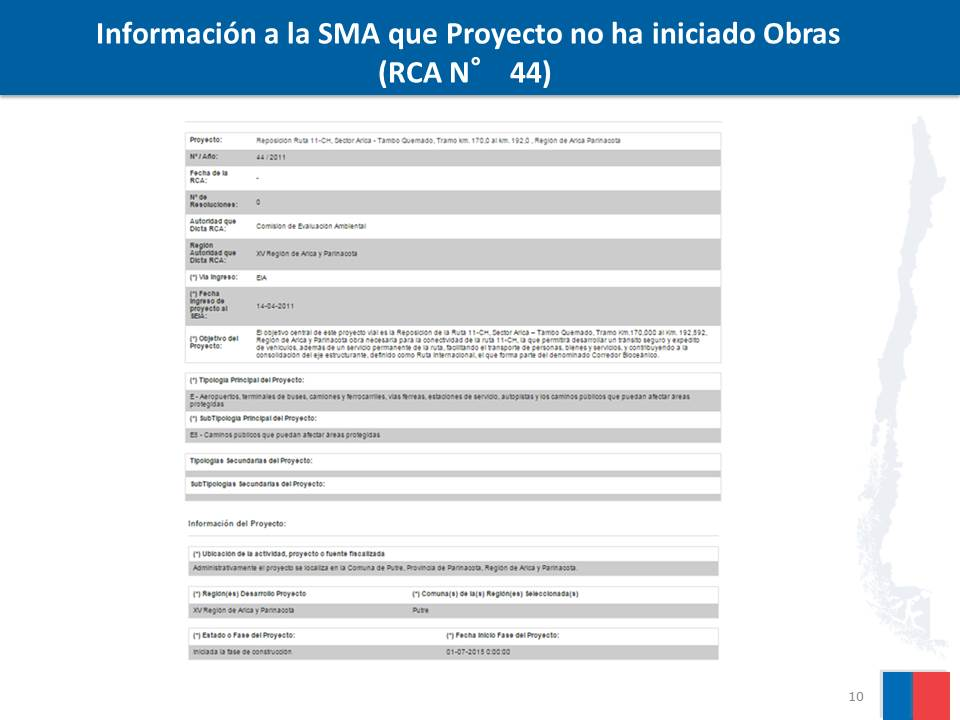 Información a la SMA que Proyecto no ha iniciado Obras
(RCA N° 44)
Proyecto: Reposición Ruta 11-CH, Sector Arica - Tambo Quemado, Tramo km. 170,0 al km. 192,0 , Región de Arica Parinacota
Nº / Año: 44 / 2011
Fecha de la
RCA: -
Nº de
Resoluciones: 0
Autoridad que
Dicta RCA: Comisión de Evaluación Ambiental
Región
Autoridad que
Dicta RCA: XV Región de Arica y Parinacota
(*) Vía Ingreso: EIA
(*) Fecha
Ingreso de
proyecto al
SEIA: 14-04-2011
(*) Objetivo del
Proyecto:
El objetivo central de este proyecto vial es la Reposición de la Ruta 11-CH, Sector Arica – Tambo Quemado, Tramo Km.170,000 al km. 192,592,
Región de Arica y Parinacota obra necesaria para la conectividad de la ruta 11-CH, la que permitirá desarrollar un tránsito seguro y expedito
de vehículos, además de un servicio permanente de la ruta, facilitando el transporte de personas, bienes y servicios, y contribuyendo a la
consolidación del eje estructurante, definido como Ruta Internacional, el que forma parte del denominado Corredor Bioceánico.
(*) Tipología Principal del Proyecto:
E - Aeropuertos, terminales de buses, camiones y ferrocarriles, vías férreas, estaciones de servicio, autopistas y los caminos públicos que puedan afectar áreas
protegidas
(*) SubTipología Principal del Proyecto:
E8 - Caminos públicos que puedan afectar áreas protegidas
Tipologías Secundarias del Proyecto:
SubTipologías Secundarias del Proyecto:
Información del Proyecto:
(*) Ubicación de la actividad, proyecto o fuente fiscalizada
Administrativamente el proyecto se localiza en la Comuna de Putre, Provincia de Parinacota, Región de Arica y Parinacota.
(*) Región(es) Desarrollo Proyecto (*) Comuna(s) de la(s) Región(es) Seleccionada(s)
XV Región de Arica y Parinacota Putre
(*) Estado o Fase del Proyecto: (*) Fecha Inicio Fase del Proyecto:
Iniciada la fase de construcción 01-07-2015 0:00:00
10